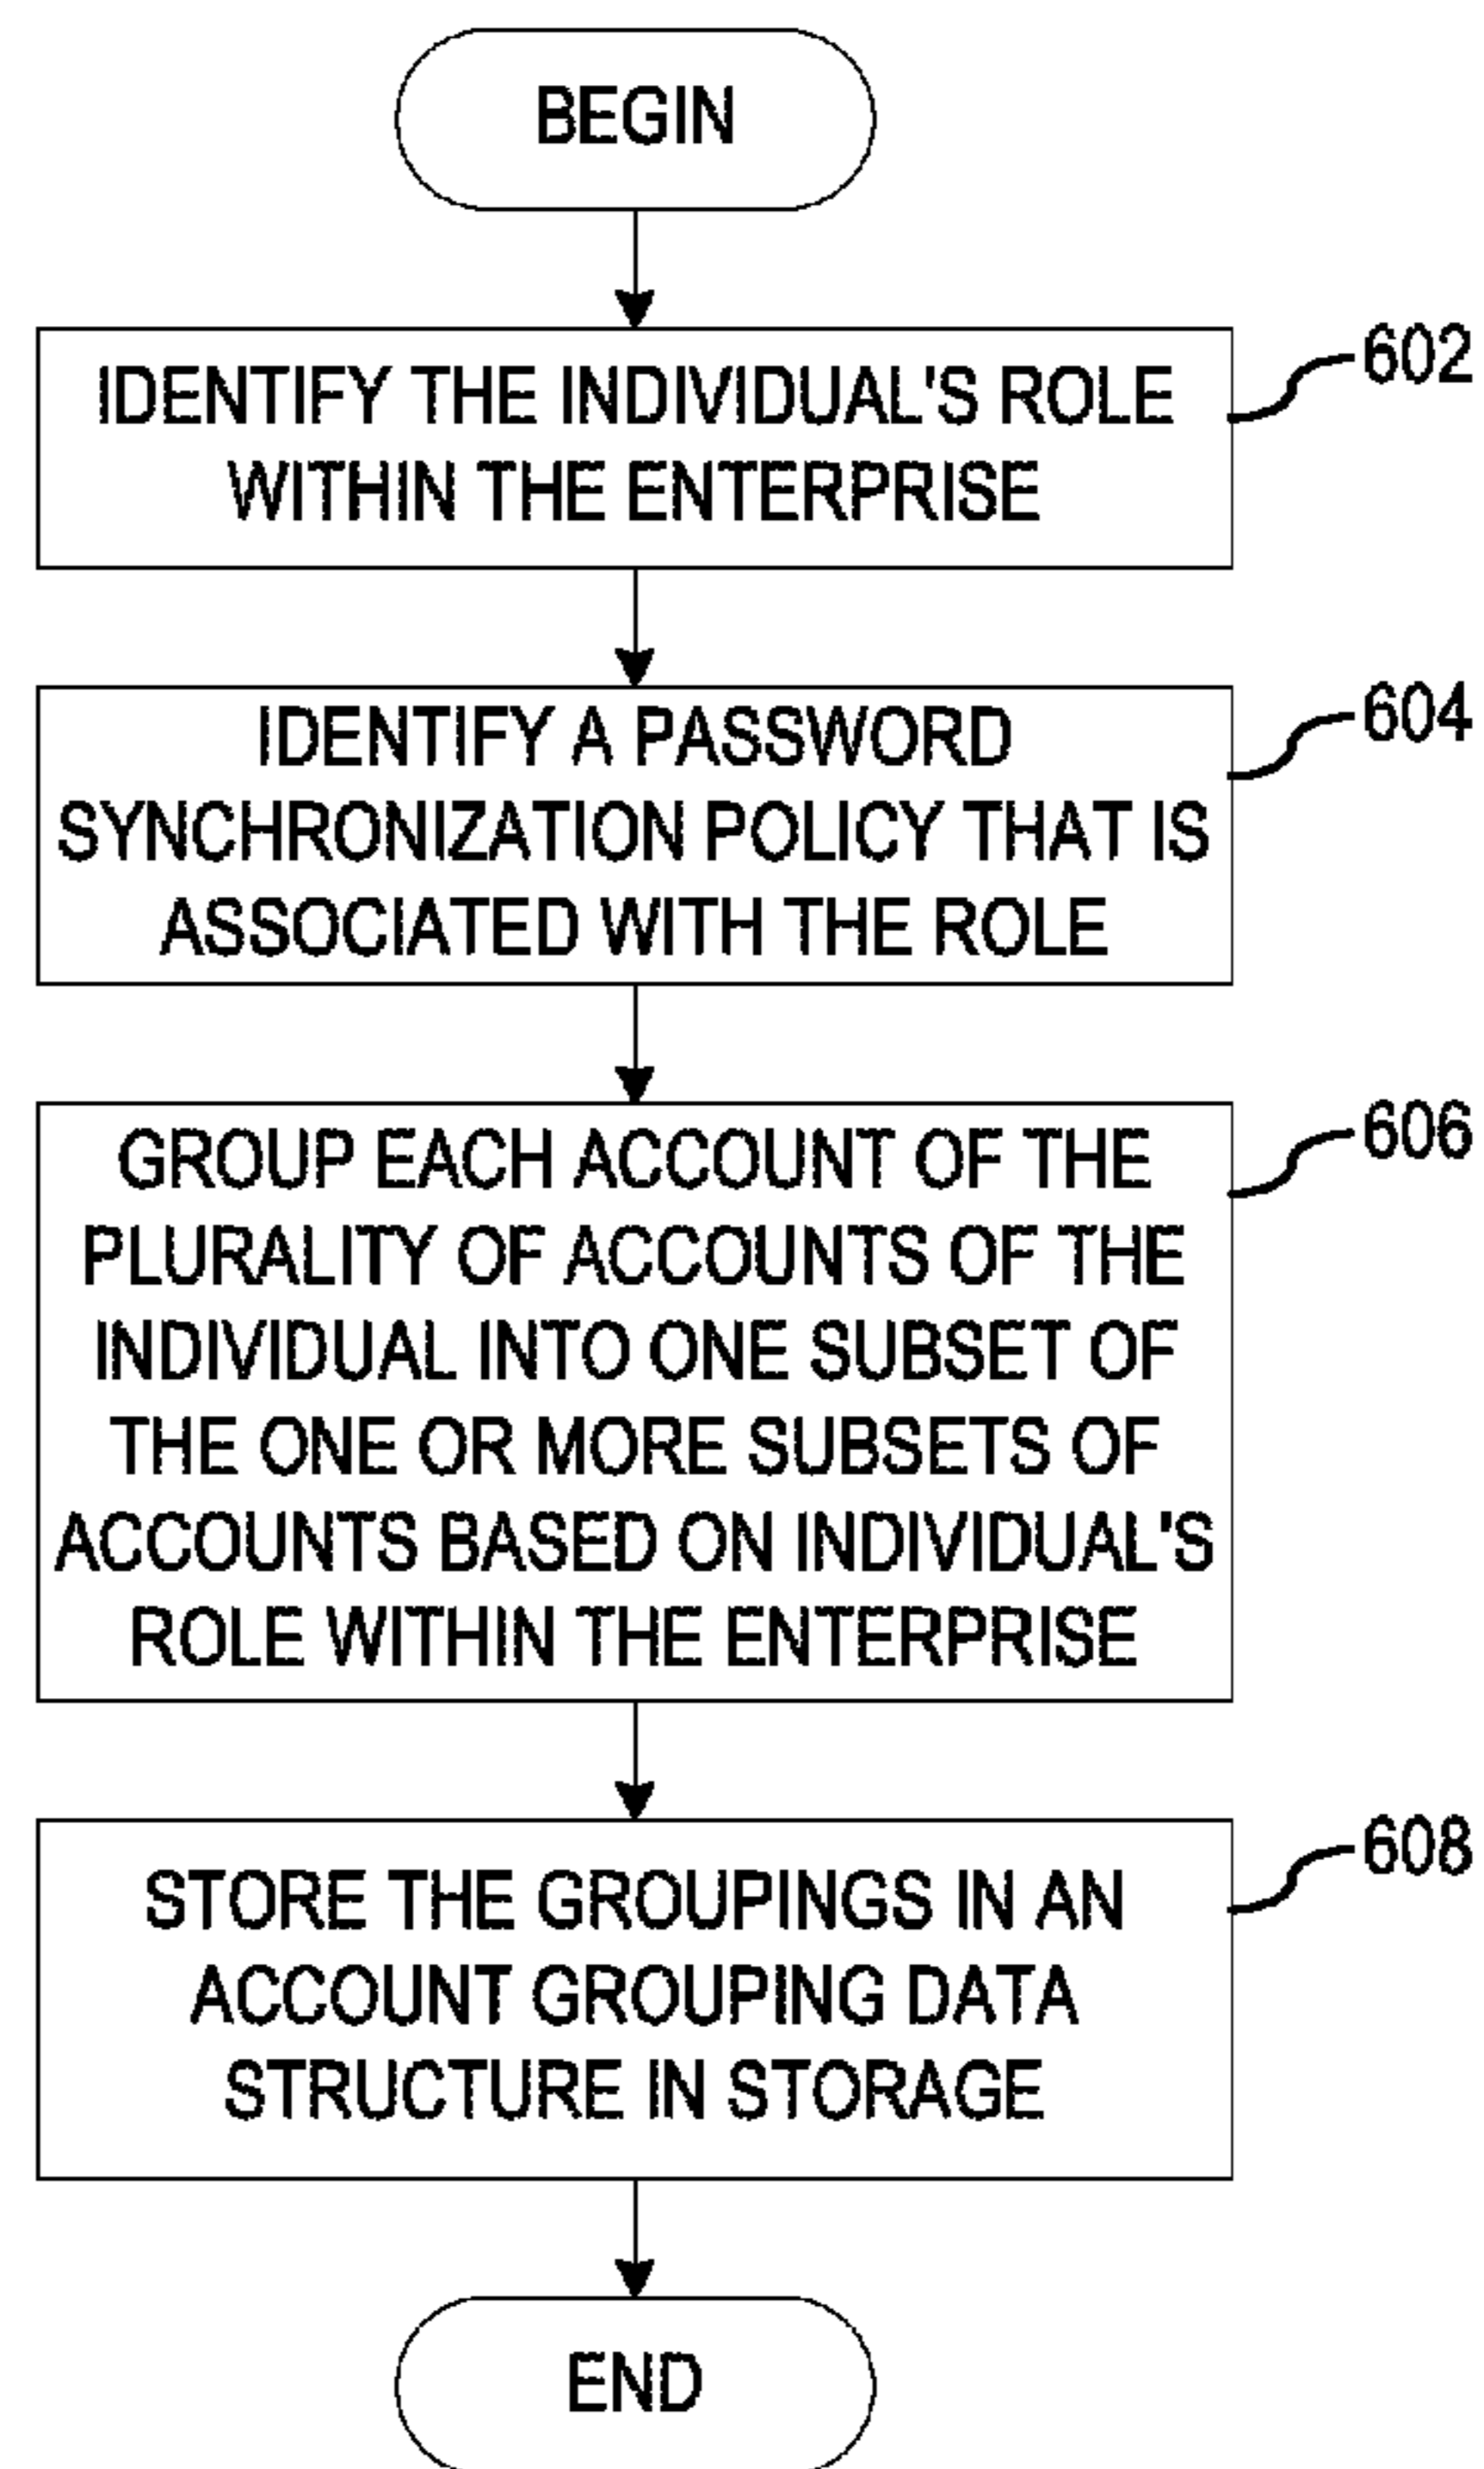 BEGIN
IDENTIFY THE INDIVIDUAL'S ROLE
WITHIN THE ENTERPRISE
602
IDENTIFY A PASSWORD
SYNCHRONIZATION POLICY THAT IS
ASSOCIATED WITH THE ROLE
604
GROUP EACH ACCOUNT OF THE
PLURALITY OF ACCOUNTS OF THE
INDIVIDUAL INTO ONE SUBSET OF
THE ONE OR MORE SUBSETS OF
ACCOUNTS BASED ON INDIVIDUAL'S
ROLE WITHIN THE ENTERPRISE
606
STORE THE GROUPINGS IN AN
ACCOUNT GROUPING DATA
STRUCTURE IN STORAGE
608
END